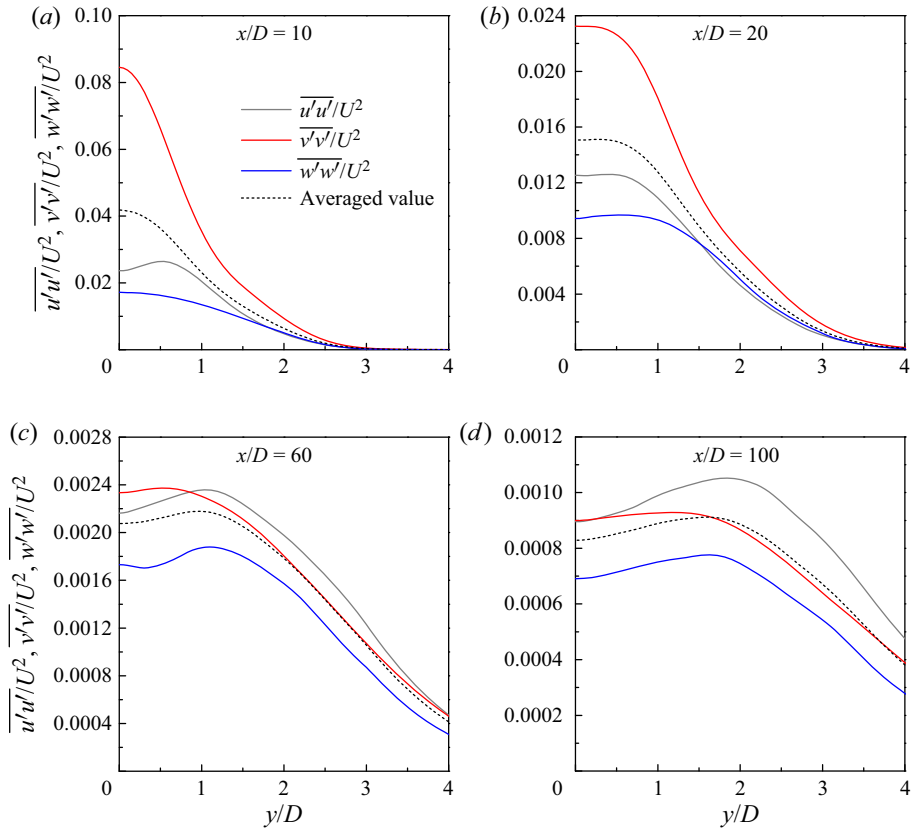 (a)
x/D = 10
0.10
0.08
0.06
0.04
0.02
0
1
2
3
4
u′u′/U², v′v′/U², w′w′/U²
u′u′/U²
v′v′/U²
w′w′/U²
Averaged value
(b)
x/D = 20
0.024
0.020
0.016
0.012
0.008
0.004
0
1
2
3
4
(c)
x/D = 60
0.0028
0.0024
0.0020
0.0016
0.0012
0.0008
0.0004
0
1
2
3
4
u′u′/U², v′v′/U², w′w′/U²
y/D
(d)
x/D = 100
0.0012
0.0010
0.0008
0.0006
0.0004
0.0002
0
1
2
3
4
y/D